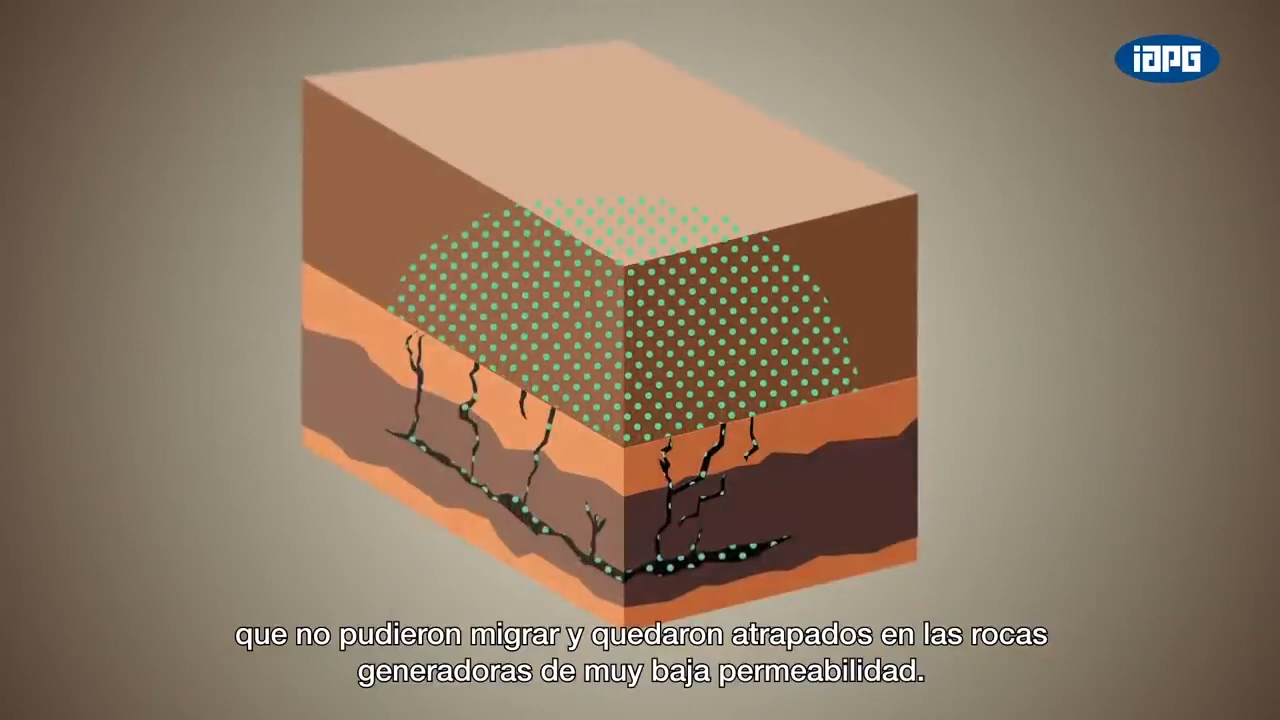 iAPG
que no pudieron migrar y quedaron atrapados en las rocas
generadoras de muy baja permeabilidad.